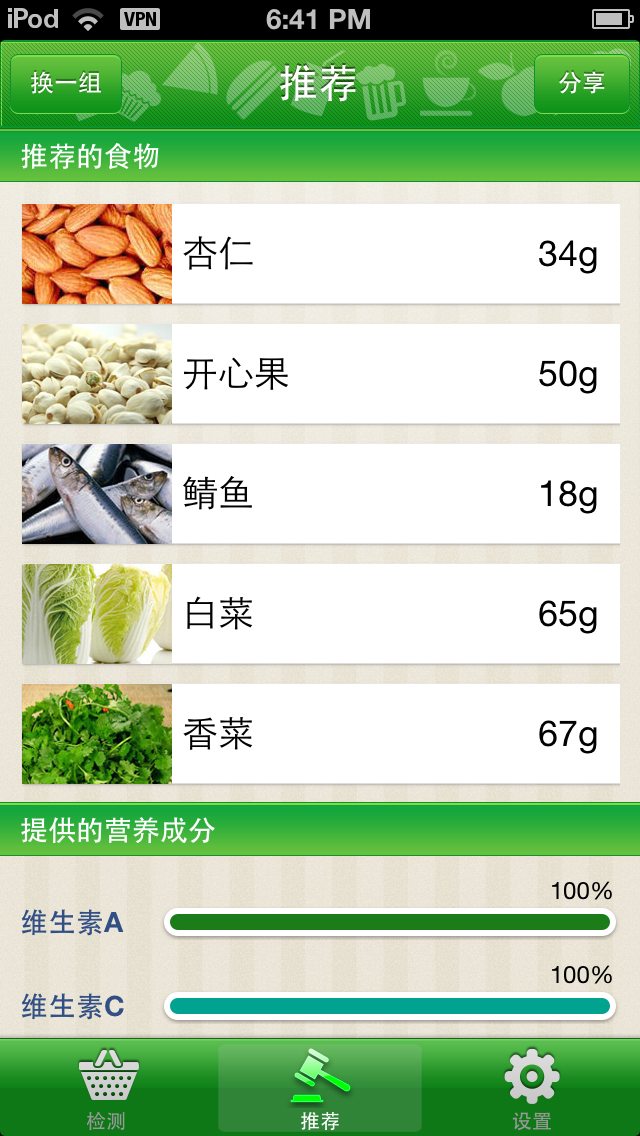 iPod VPN 6:41 PM
换一组 推荐 分享
推荐的食物
杏仁 34g
开心果 50g
鲭鱼 18g
白菜 65g
香菜 67g
提供的营养成分
100%
维生素A
100%
维生素C
检测 推荐 设置